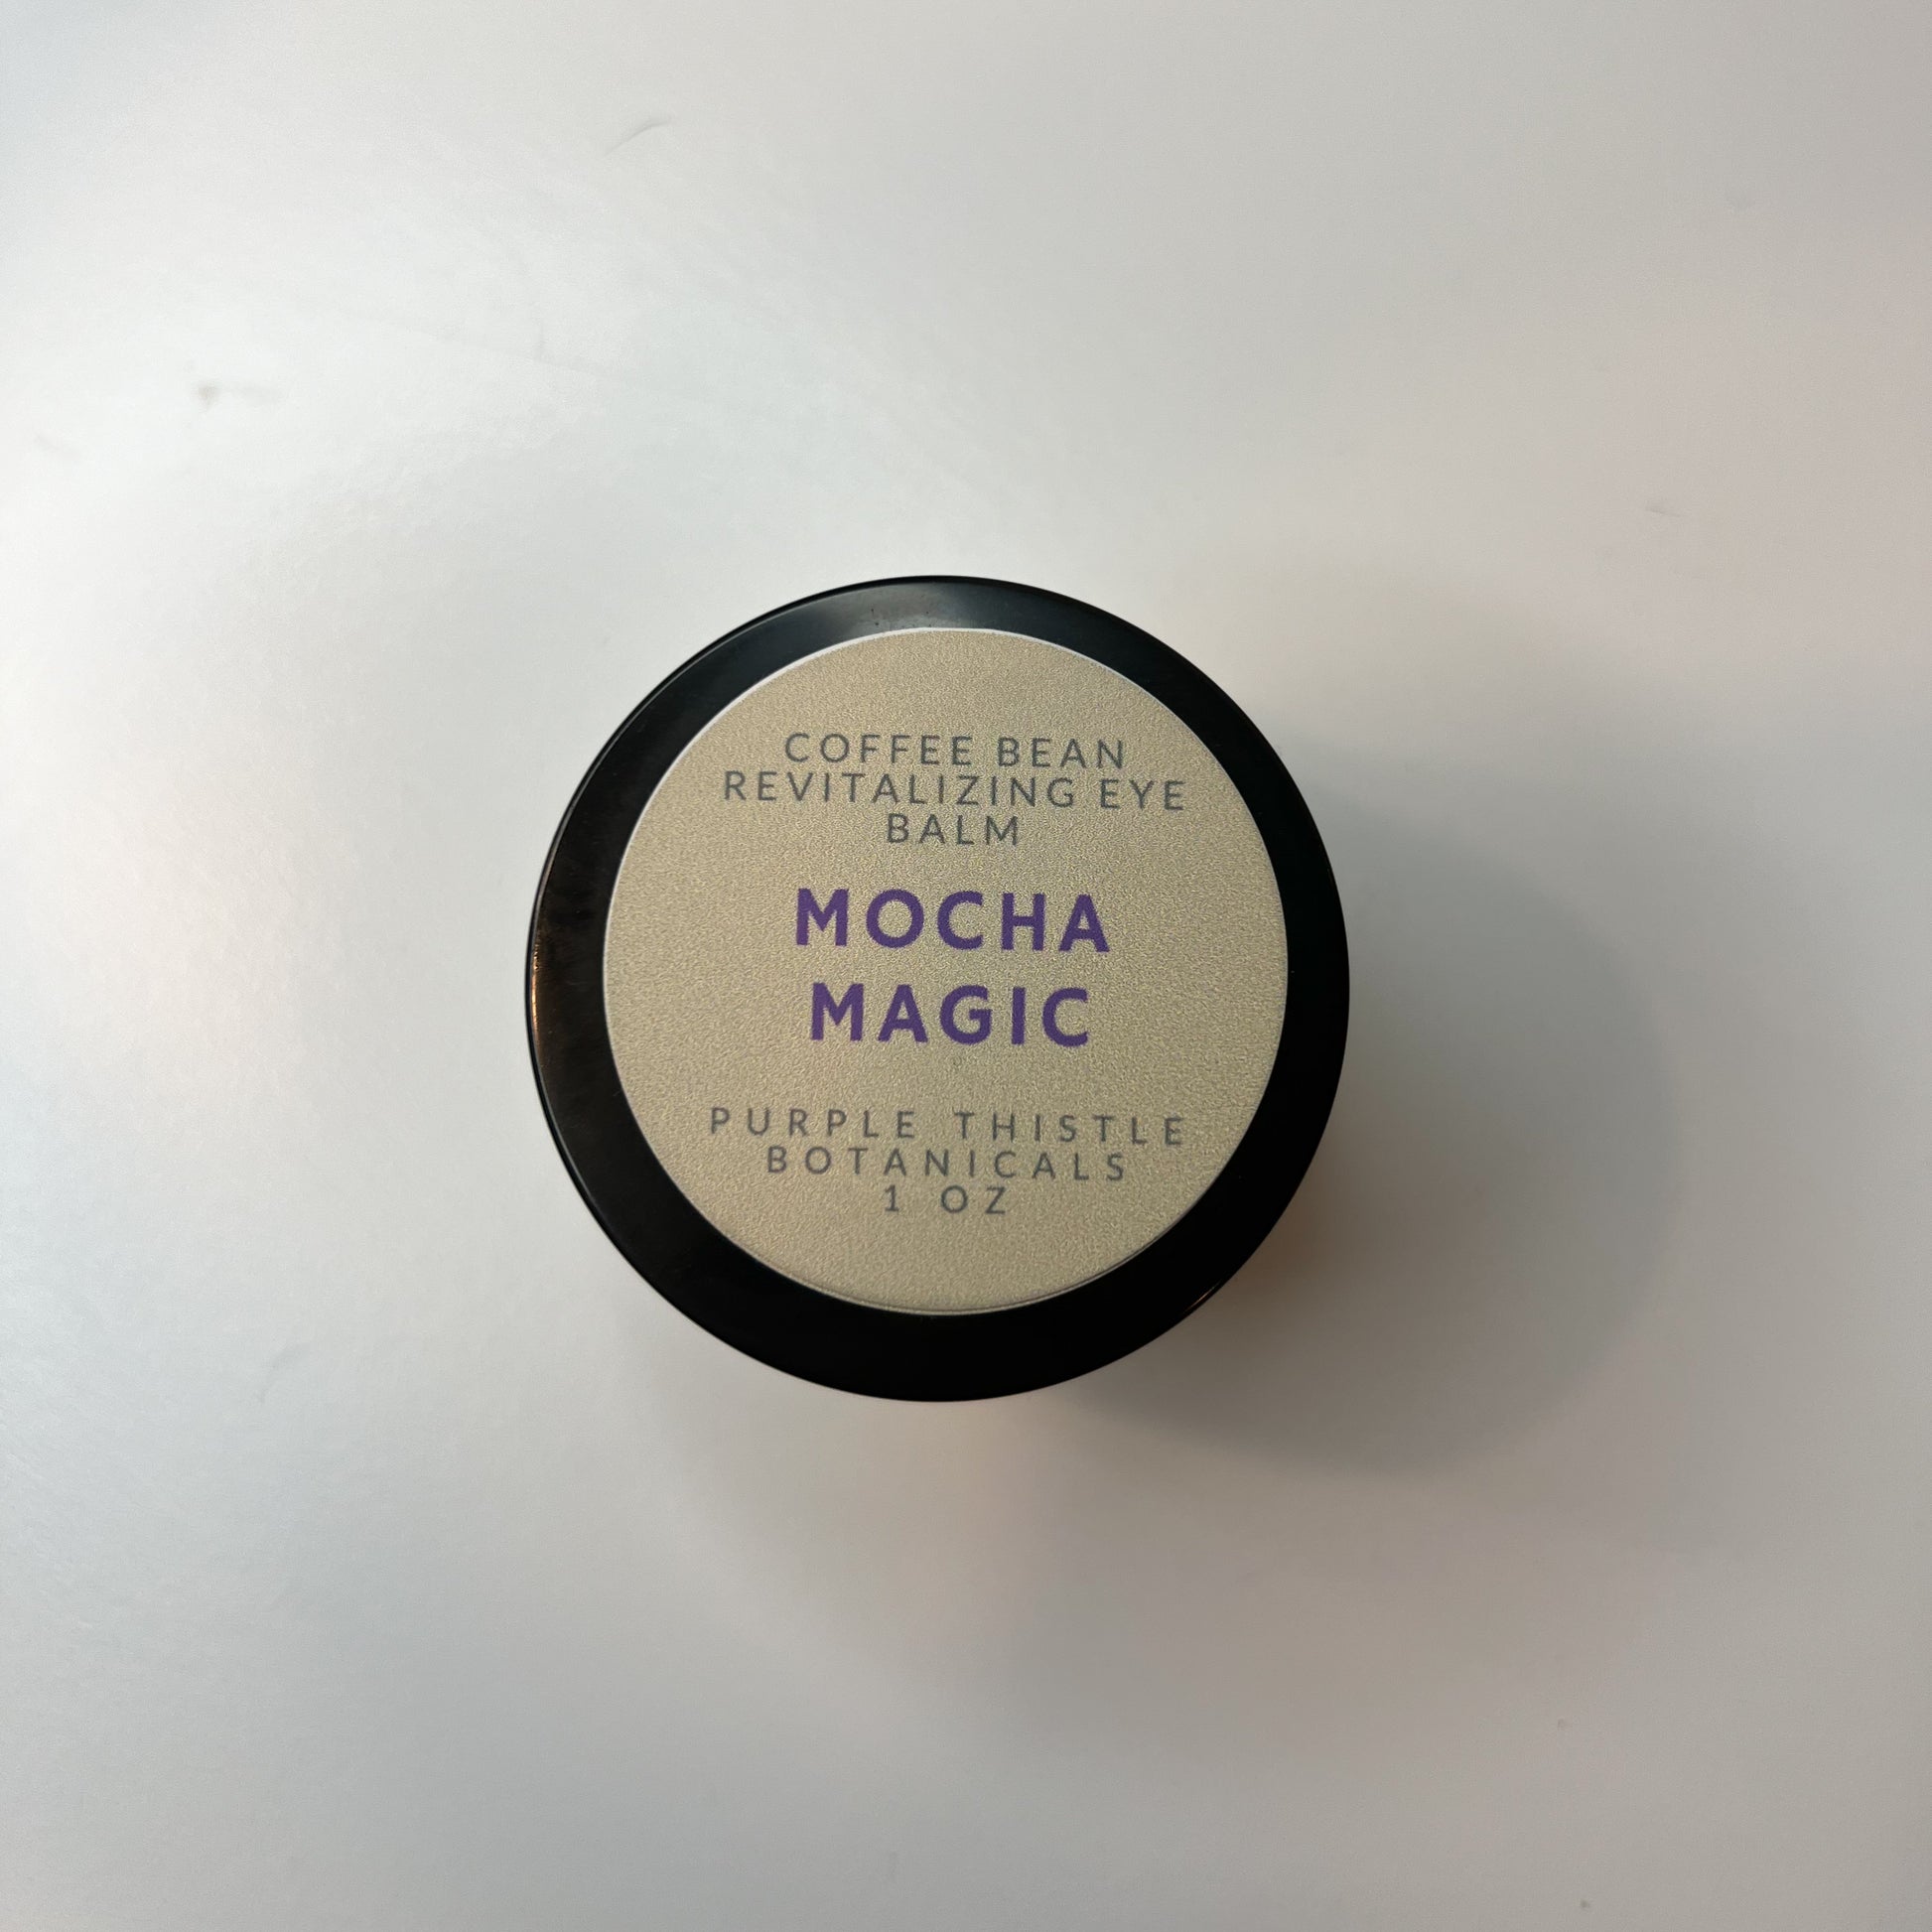 COFFEE BEAN
REVITALIZING EYE
BALM
MOCHA
MAGIC
PURPLE THISTLE
BOTANICALS
1 OZ